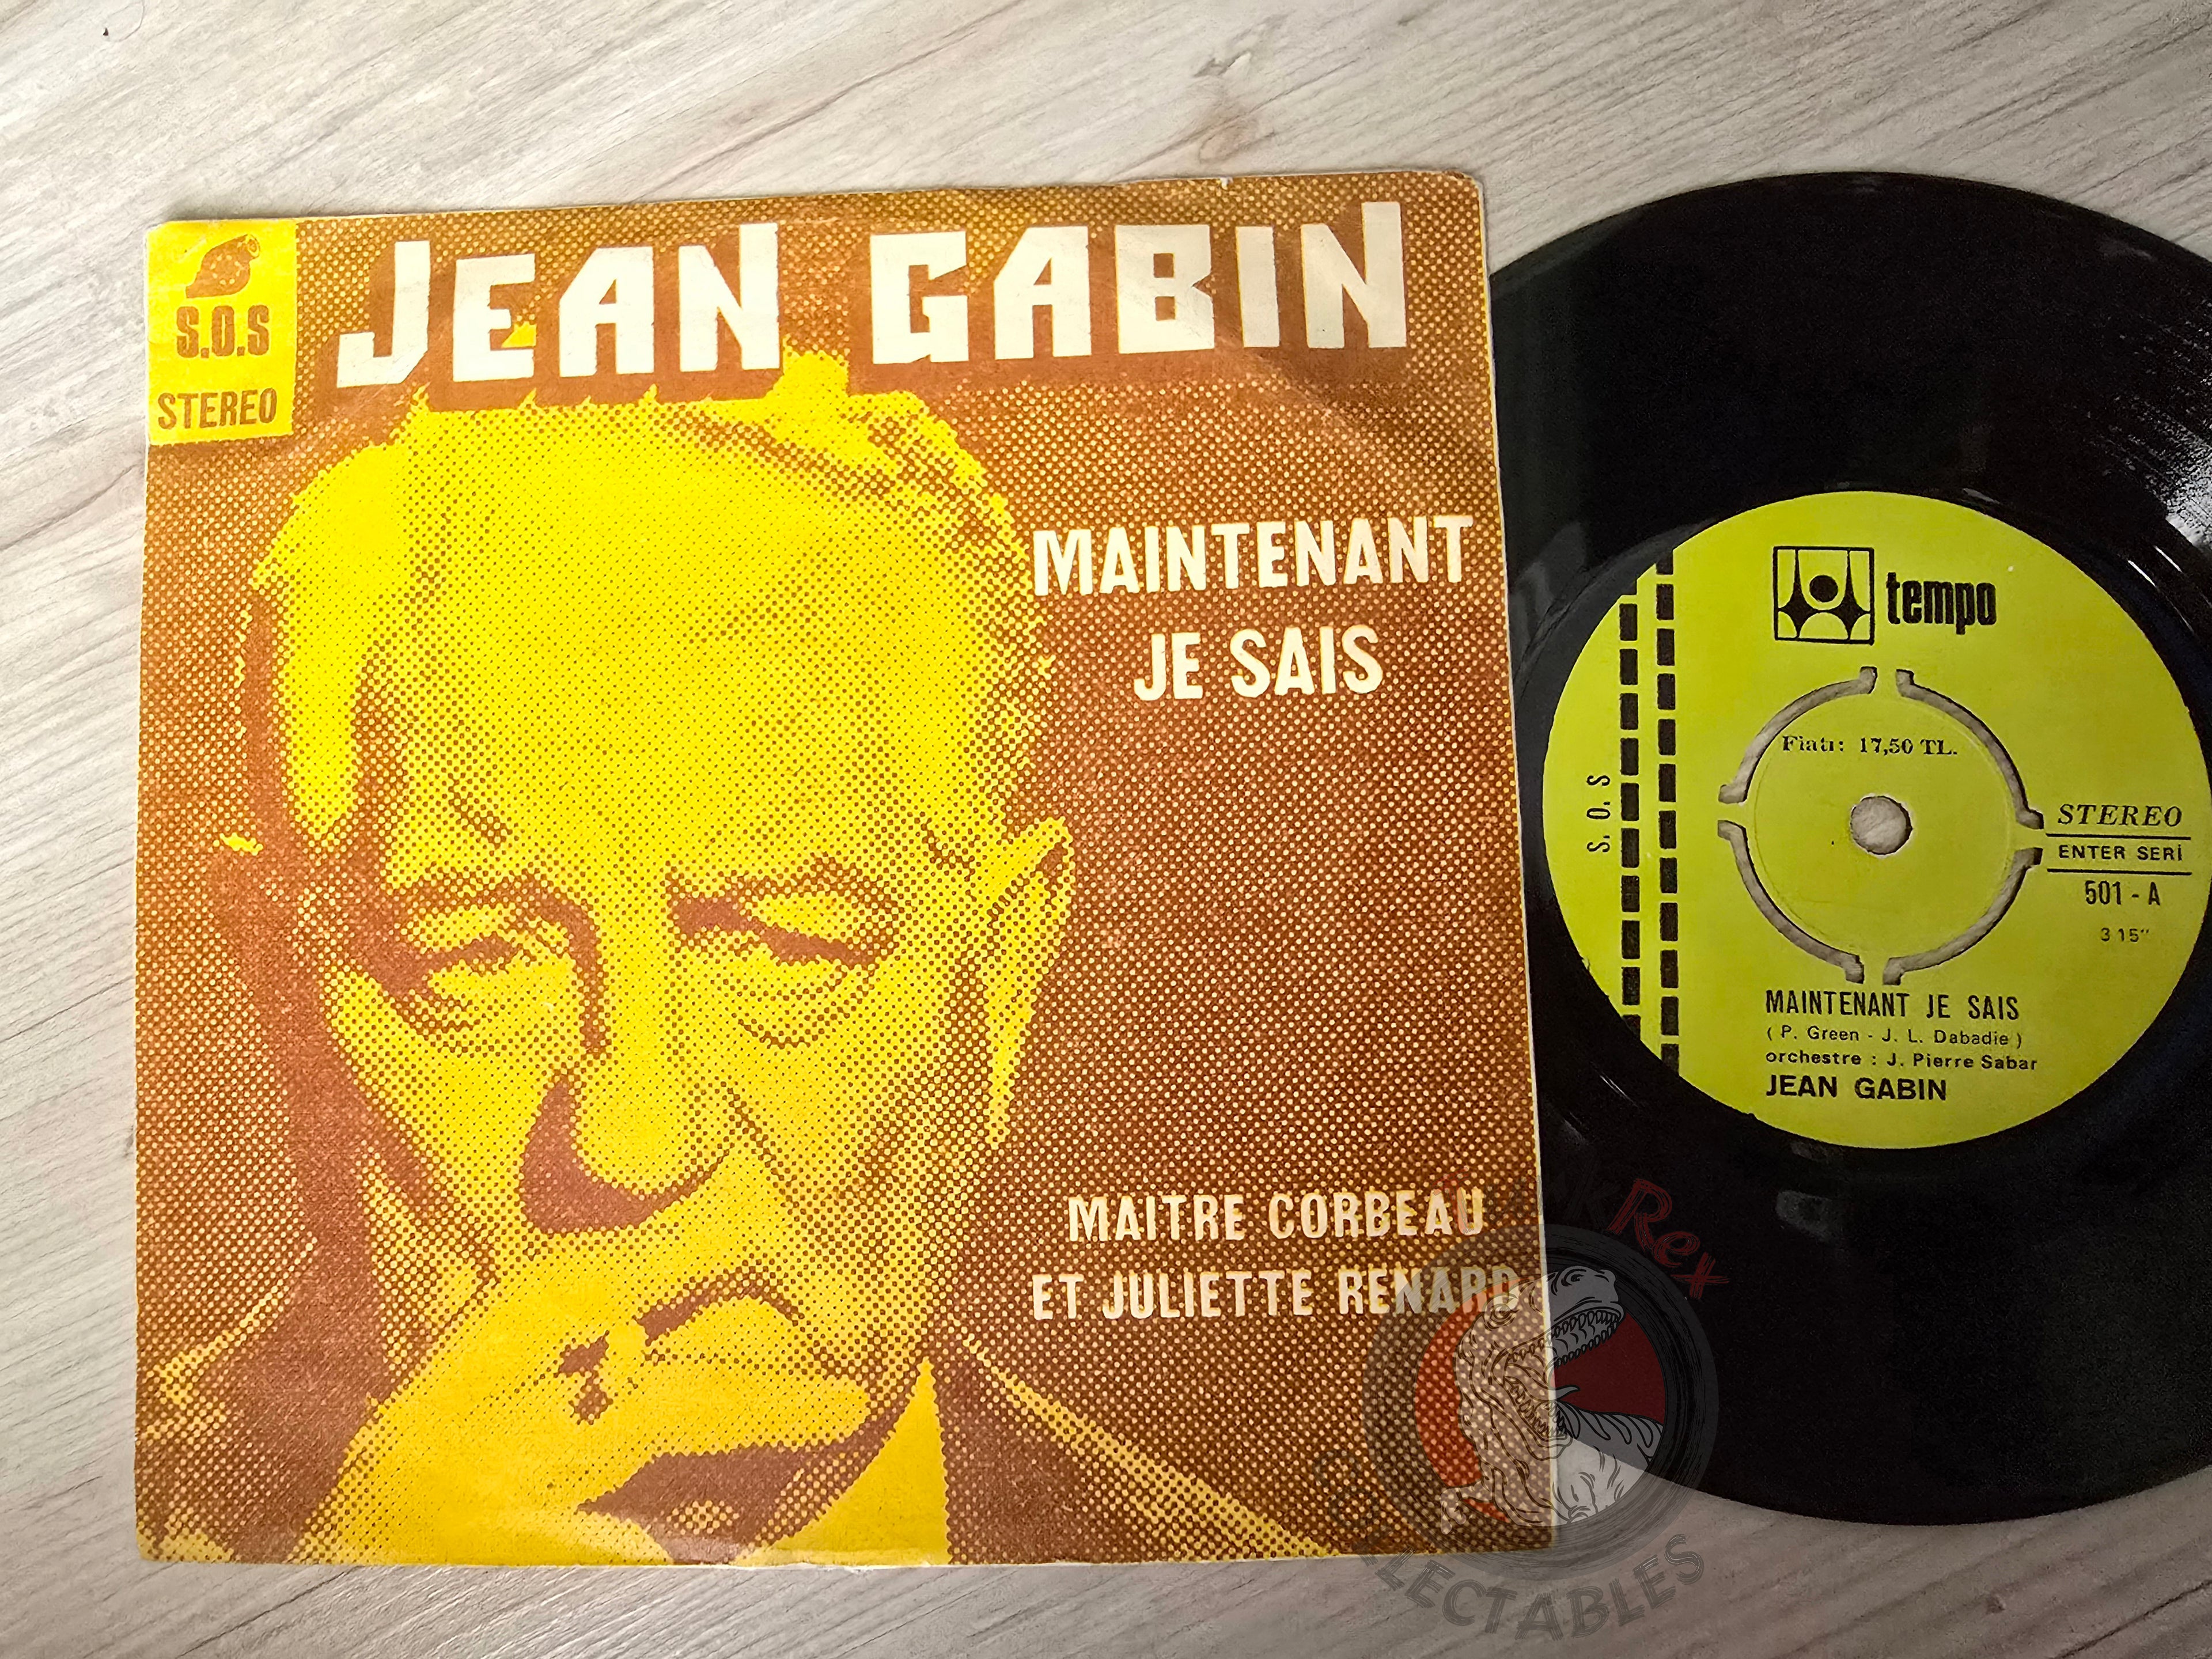 S.O.S
STEREO
JEAN GABIN
MAINTENANT
JE SAIS
MAITRE CORBEAU
ET JULIETTE RENARD
tempo
Fiatı: 17,50 TL.
S. O. S
STEREO
ENTER SERİ
501 - A
3 15"
MAINTENANT JE SAIS
( P. Green - J. L. Dabadie )
orchestre : J. Pierre Sabar
JEAN GABIN
Rex